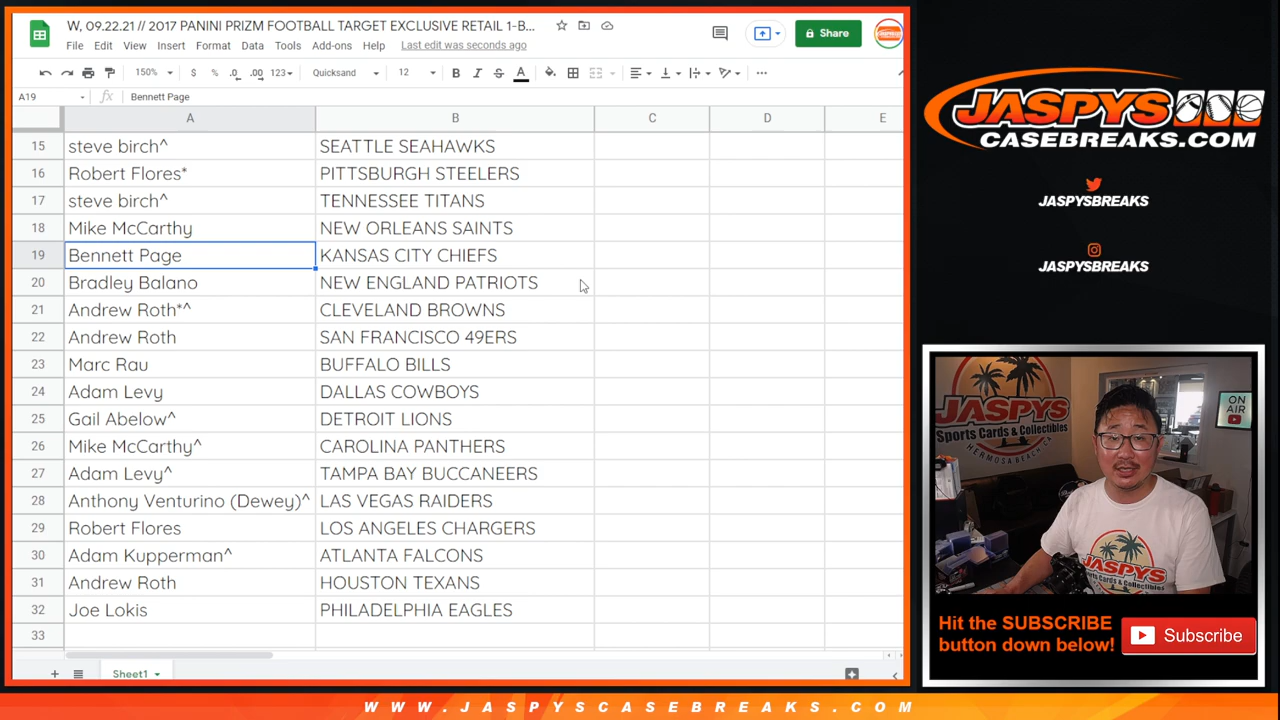 W, 09.22.21 // 2017 PANINI PRIZM FOOTBALL TARGET EXCLUSIVE RETAIL 1-B...
File Edit View Insert Format Data Tools Add-ons Help Last edit was seconds ago
Share
150% $ % .0 .00 123 Quicksand 12 B I S A
A19 fx Bennett Page
A B C D E
15 steve birch^ SEATTLE SEAHAWKS
16 Robert Flores* PITTSBURGH STEELERS
17 steve birch^ TENNESSEE TITANS
18 Mike McCarthy NEW ORLEANS SAINTS
19 Bennett Page KANSAS CITY CHIEFS
20 Bradley Balano NEW ENGLAND PATRIOTS
21 Andrew Roth*^ CLEVELAND BROWNS
22 Andrew Roth SAN FRANCISCO 49ERS
23 Marc Rau BUFFALO BILLS
24 Adam Levy DALLAS COWBOYS
25 Gail Abelow^ DETROIT LIONS
26 Mike McCarthy^ CAROLINA PANTHERS
27 Adam Levy^ TAMPA BAY BUCCANEERS
28 Anthony Venturino (Dewey)^ LAS VEGAS RAIDERS
29 Robert Flores LOS ANGELES CHARGERS
30 Adam Kupperman^ ATLANTA FALCONS
31 Andrew Roth HOUSTON TEXANS
32 Joe Lokis PHILADELPHIA EAGLES
33
Sheet1
JASPYS
CASEBREAKS.COM
JASPYSBREAKS
JASPYSBREAKS
JASPYS
Sports Cards & Collectibles
HERMOSA BEACH CA
ON
AIR
JASPYS
Sports Cards & Collectibles
Hit the SUBSCRIBE
button down below!
Subscribe
WWW.JASPYSCASEBREAKS.COM